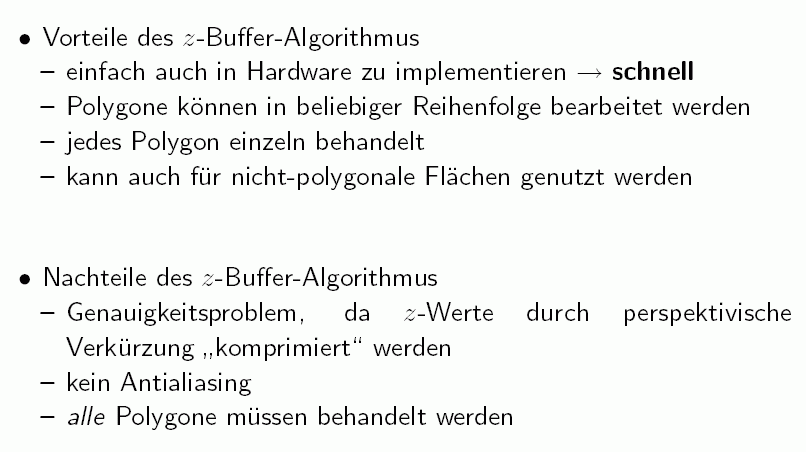 • Vorteile des z-Buffer-Algorithmus
– einfach auch in Hardware zu implementieren → schnell
– Polygone können in beliebiger Reihenfolge bearbeitet werden
– jedes Polygon einzeln behandelt
– kann auch für nicht-polygonale Flächen genutzt werden
• Nachteile des z-Buffer-Algorithmus
– Genauigkeitsproblem, da z-Werte durch perspektivische
Verkürzung „komprimiert“ werden
– kein Antialiasing
– alle Polygone müssen behandelt werden